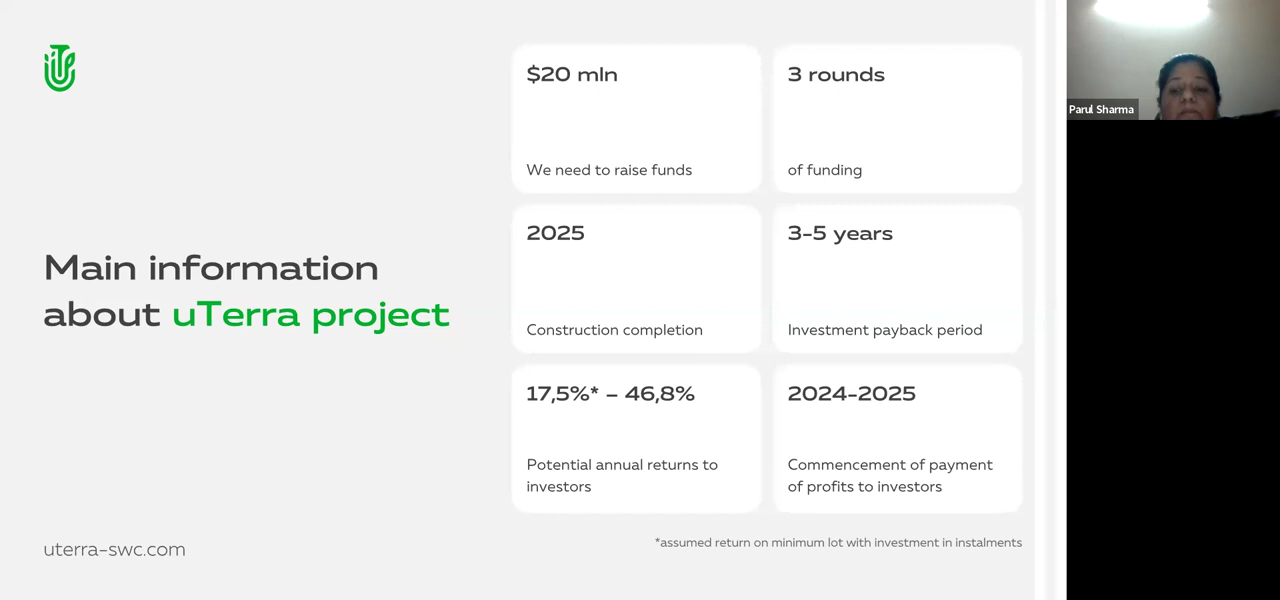 $20 mln
We need to raise funds
3 rounds
of funding
Parul Sharma
Main information
about uTerra project
2025
Construction completion
3-5 years
Investment payback period
17,5%* – 46,8%
Potential annual returns to
investors
2024-2025
Commencement of payment
of profits to investors
*assumed return on minimum lot with investment in instalments
uterra-swc.com